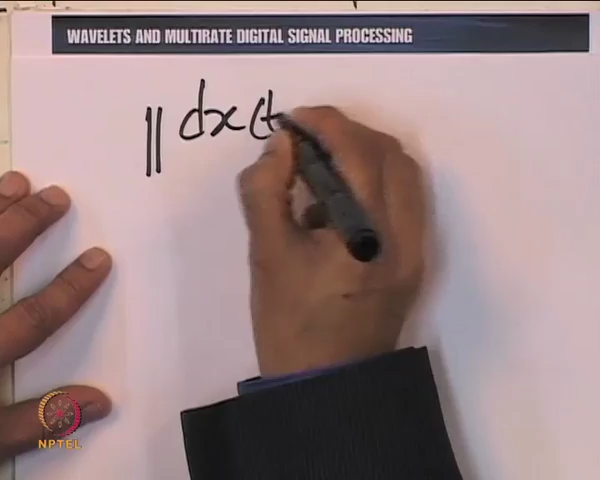 WAVELETS AND MULTIRATE DIGITAL SIGNAL PROCESSING
|| dx(t
NPTEL